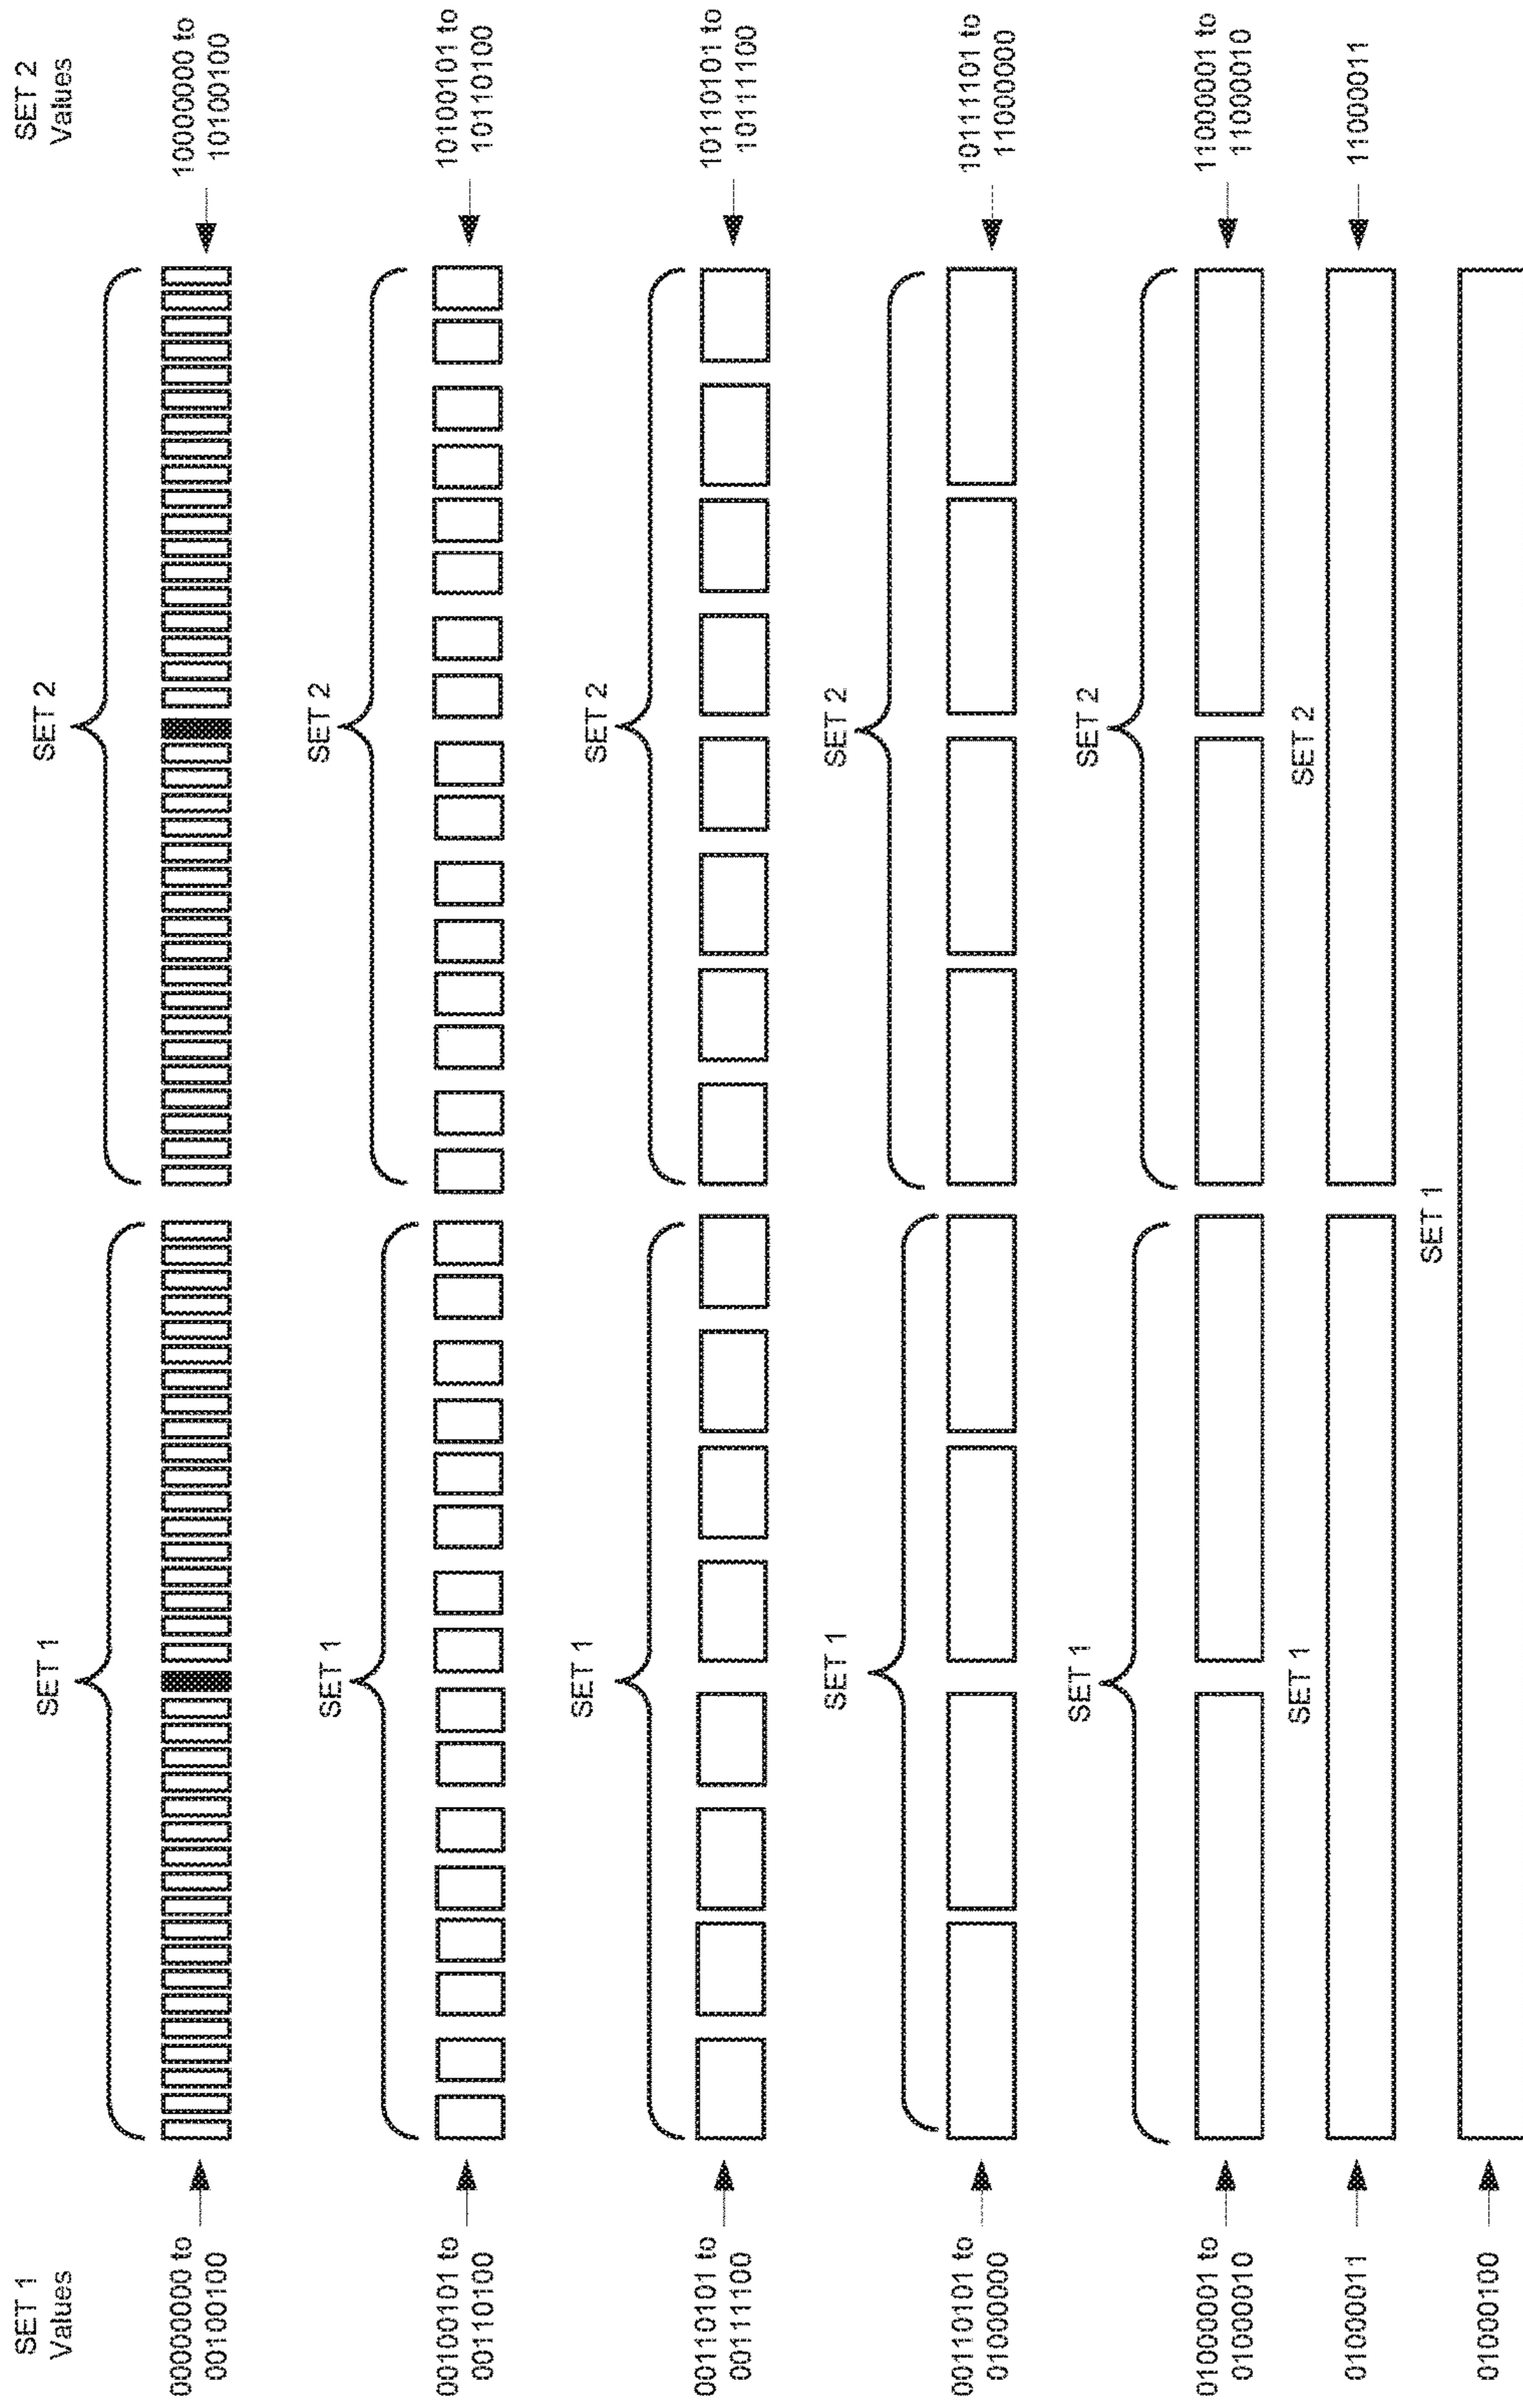 SET 1
Values
SET 2
Values
SET 1
SET 2
00000000 to
00100100
10000000 to
10100100
SET 1
SET 2
00100101 to
00110100
10100101 to
10110100
SET 1
SET 2
00110101 to
00111100
10110101 to
10111100
SET 1
SET 2
00110101 to
01000000
10111101 to
11000000
SET 1
SET 2
01000001 to
01000010
11000001 to
11000010
SET 1
SET 2
01000011
11000011
SET 1
01000100